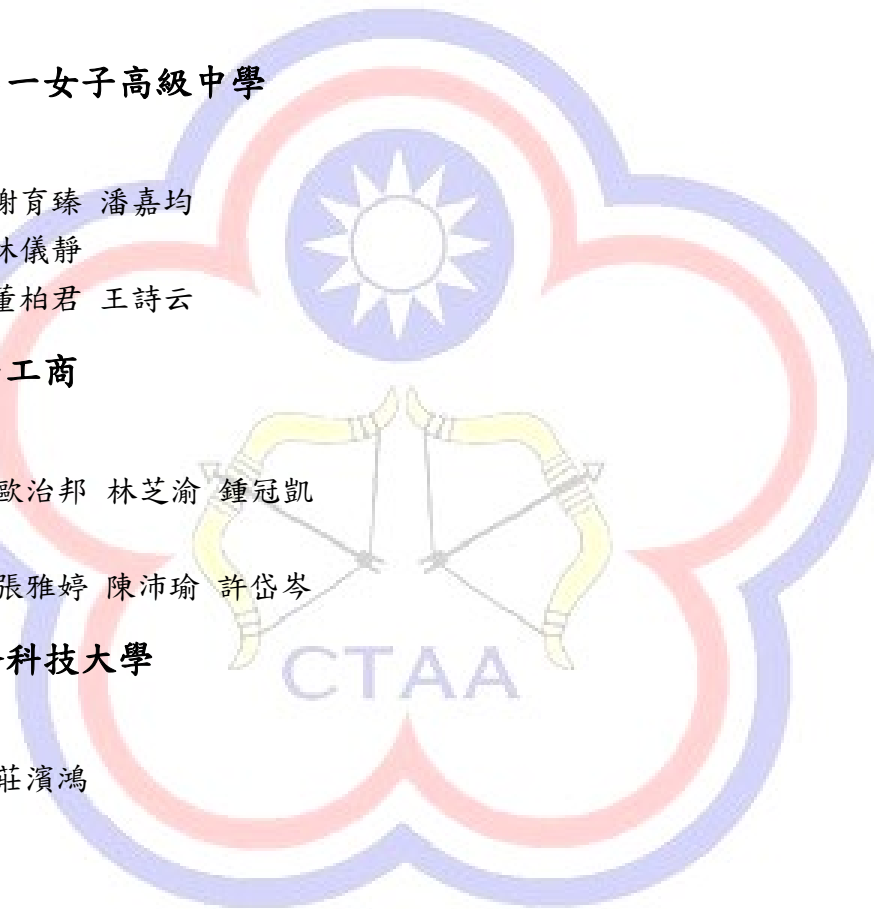 一女子高級中學
謝育臻 潘嘉均
林儀靜
董柏君 王詩云
工商
歐治邦 林芝渝 鍾冠凱
張雅婷 陳沛瑜 許岱岑
科技大學
莊濱鴻
CTAA